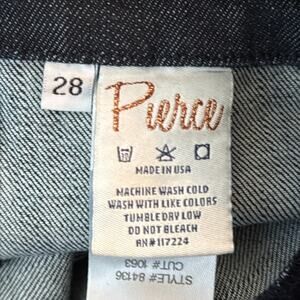 28
Pierce
MADE IN USA
MACHINE WASH COLD
WASH WITH LIKE COLORS
TUMBLE DRY LOW
DO NOT BLEACH
RN#117224
STYLE# 84136
CUT# 1063